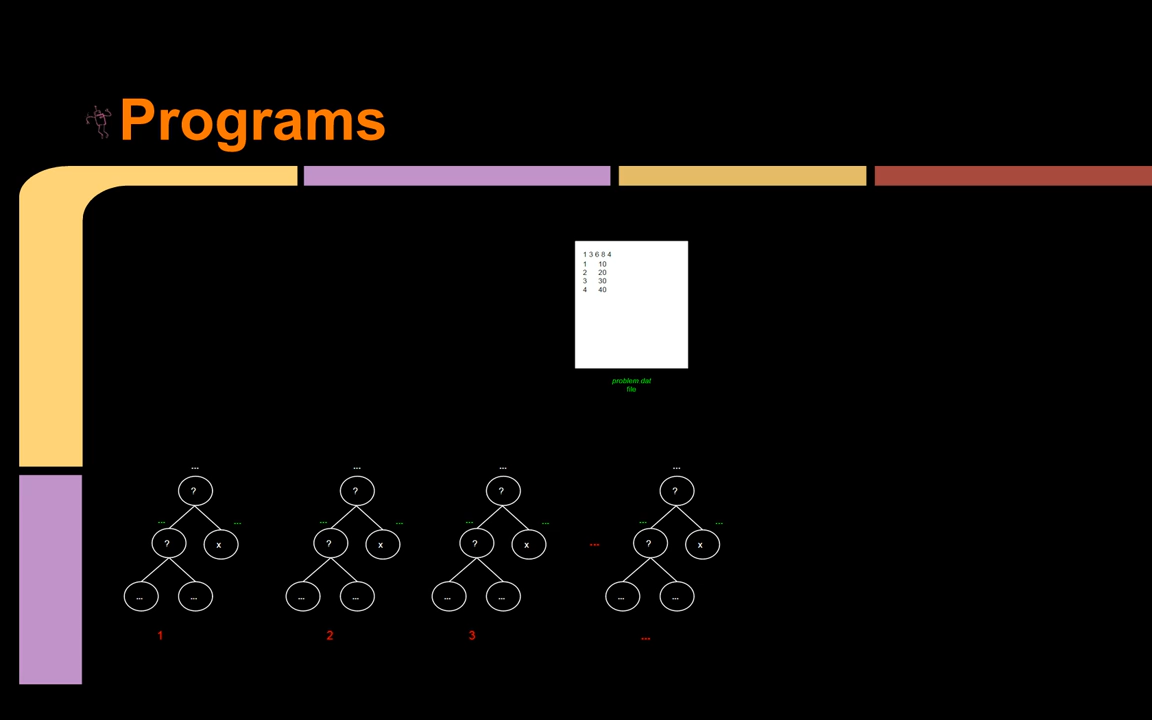 Programs
1 3 6 8 4
1 10
2 20
3 30
4 40
problem dal
file
... ... ... ...
? ? ? ?
... ... ... ... ... ... ... ...
? x ? x ? x ... ? x
... ... ... ... ... ... ... ...
1 2 3 ...